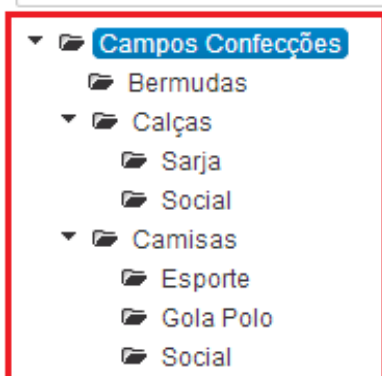 Campos Confecções
Bermudas
Calças
Sarja
Social
Camisas
Esporte
Gola Polo
Social